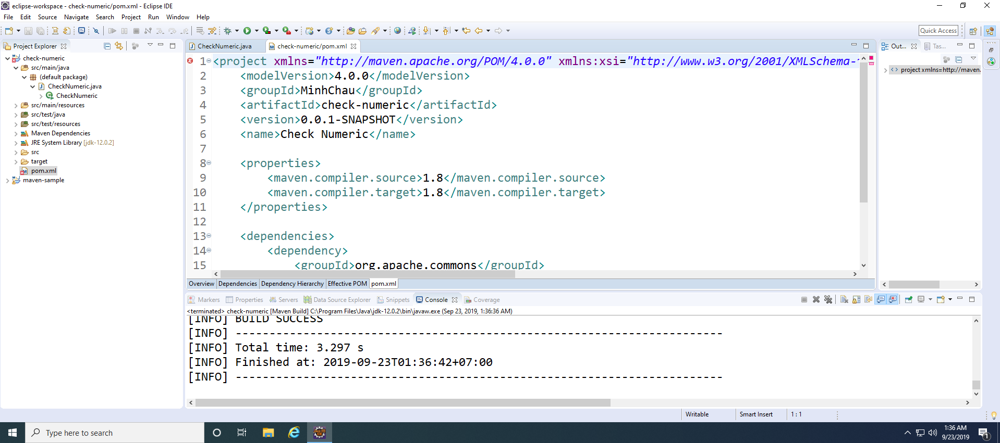 eclipse-workspace - check-numeric/pom.xml - Eclipse IDE
File Edit Source Navigate Search Project Run Window Help
Quick Access
Project Explorer
check-numeric
src/main/java
(default package)
CheckNumeric.java
CheckNumeric
src/main/resources
src/test/java
src/test/resources
Maven Dependencies
JRE System Library [jdk-12.0.2]
src
target
pom.xml
maven-sample
CheckNumeric.java check-numeric/pom.xml
1 <project xmlns="http://maven.apache.org/POM/4.0.0" xmlns:xsi="http://www.w3.org/2001/XMLSchema-
2 <modelVersion>4.0.0</modelVersion>
3 <groupId>MinhChau</groupId>
4 <artifactId>check-numeric</artifactId>
5 <version>0.0.1-SNAPSHOT</version>
6 <name>Check Numeric</name>
7
8 <properties>
9 <maven.compiler.source>1.8</maven.compiler.source>
10 <maven.compiler.target>1.8</maven.compiler.target>
11 </properties>
12
13 <dependencies>
14 <dependency>
15 <groupId>org.apache.commons</groupId>
Overview Dependencies Dependency Hierarchy Effective POM pom.xml
Out... Tas...
project xmlns=http://maven.
Markers Properties Servers Data Source Explorer Snippets Console Coverage
<terminated> check-numeric [Maven Build] C:\Program Files\Java\jdk-12.0.2\bin\javaw.exe (Sep 23, 2019, 1:36:36 AM)
[INFO] BUILD SUCCESS
[INFO] ------------------------------------------------------------------------
[INFO] Total time: 3.297 s
[INFO] Finished at: 2019-09-23T01:36:42+07:00
[INFO] ------------------------------------------------------------------------
Writable Smart Insert 1 : 1
Type here to search
1:36 AM
9/23/2019
1